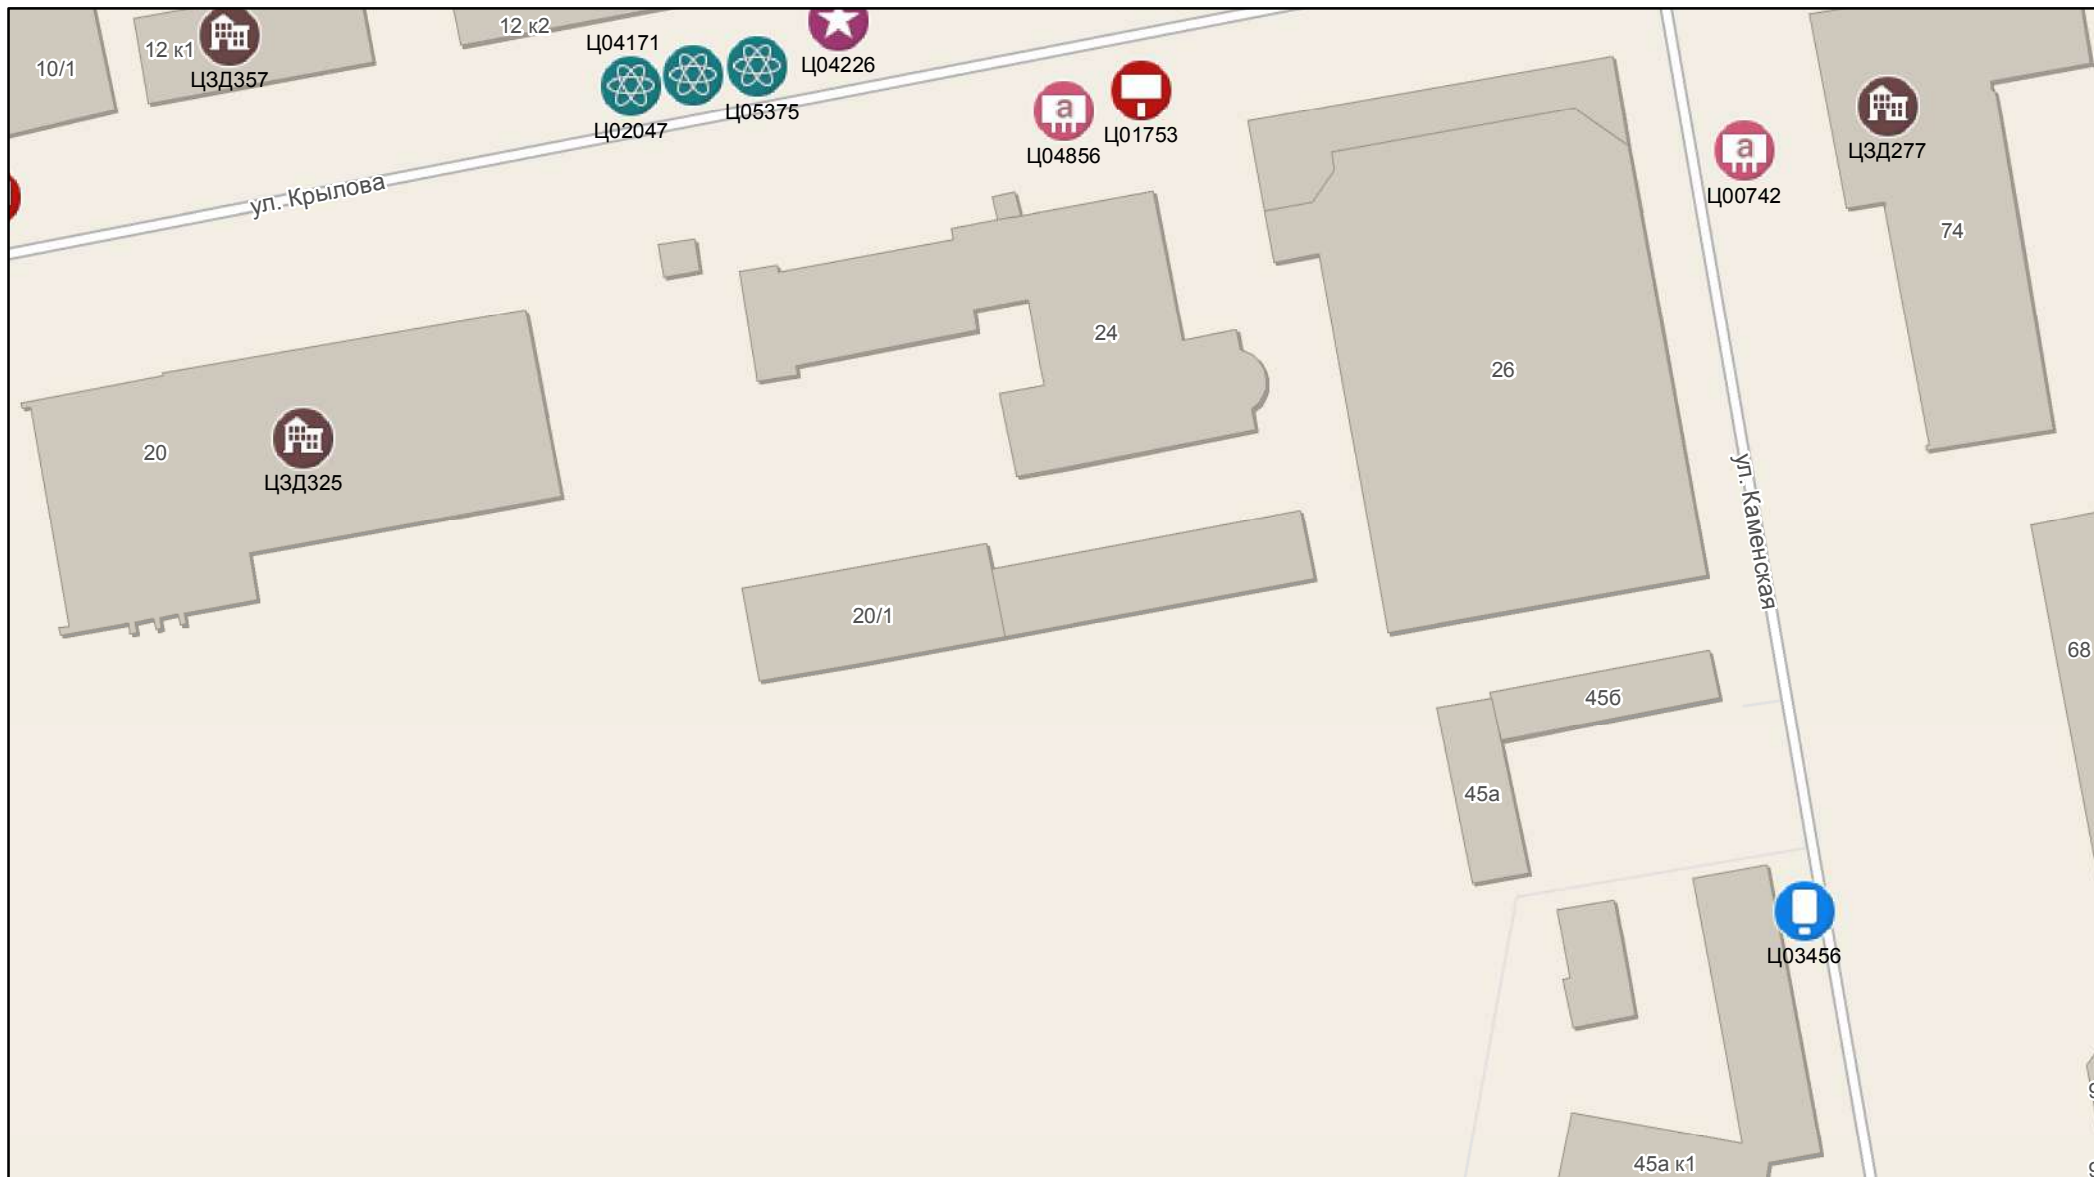 12 к2
Ц04171
12 к1
10/1
ЦЗД357
Ц04226
Ц05375
Ц02047
Ц01753
Ц04856
ЦЗД277
Ц00742
ул. Крылова
74
24
26
20
ЦЗД325
ул. Каменская
20/1
68
45б
45а
Ц03456
45а к1